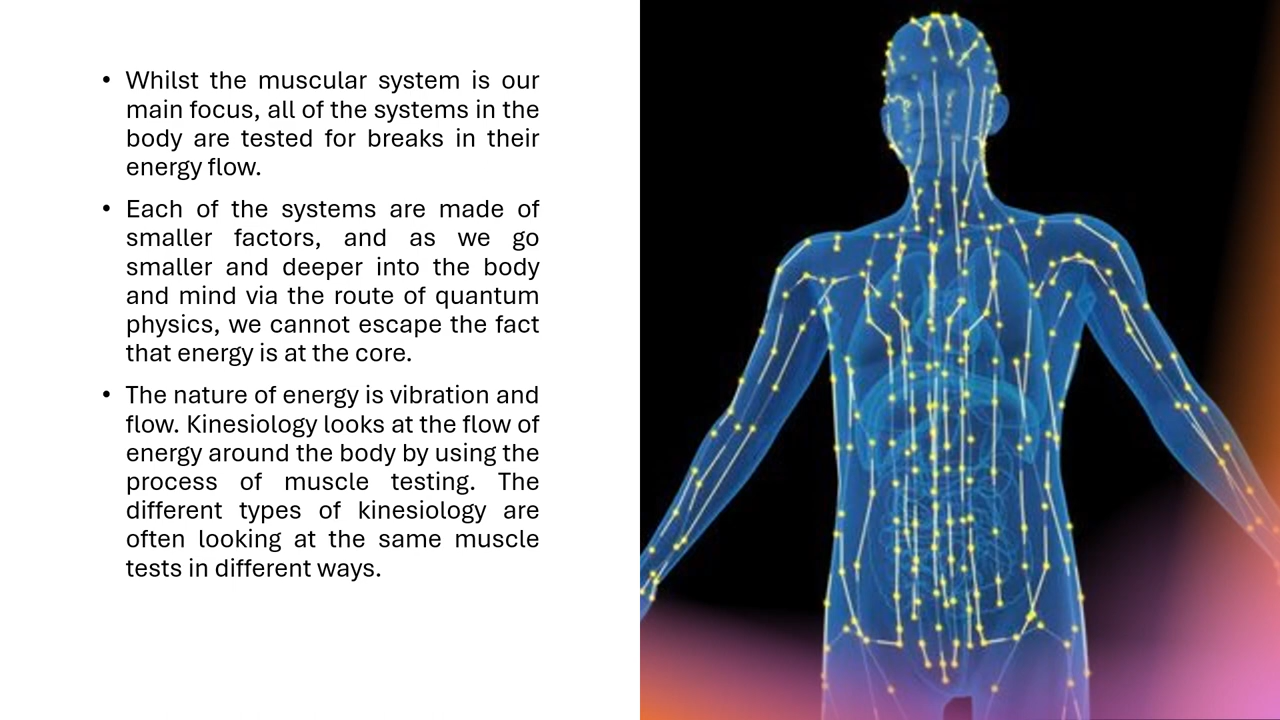 • Whilst the muscular system is our
main focus, all of the systems in the
body are tested for breaks in their
energy flow.
• Each of the systems are made of
smaller factors, and as we go
smaller and deeper into the body
and mind via the route of quantum
physics, we cannot escape the fact
that energy is at the core.
• The nature of energy is vibration and
flow. Kinesiology looks at the flow of
energy around the body by using the
process of muscle testing. The
different types of kinesiology are
often looking at the same muscle
tests in different ways.